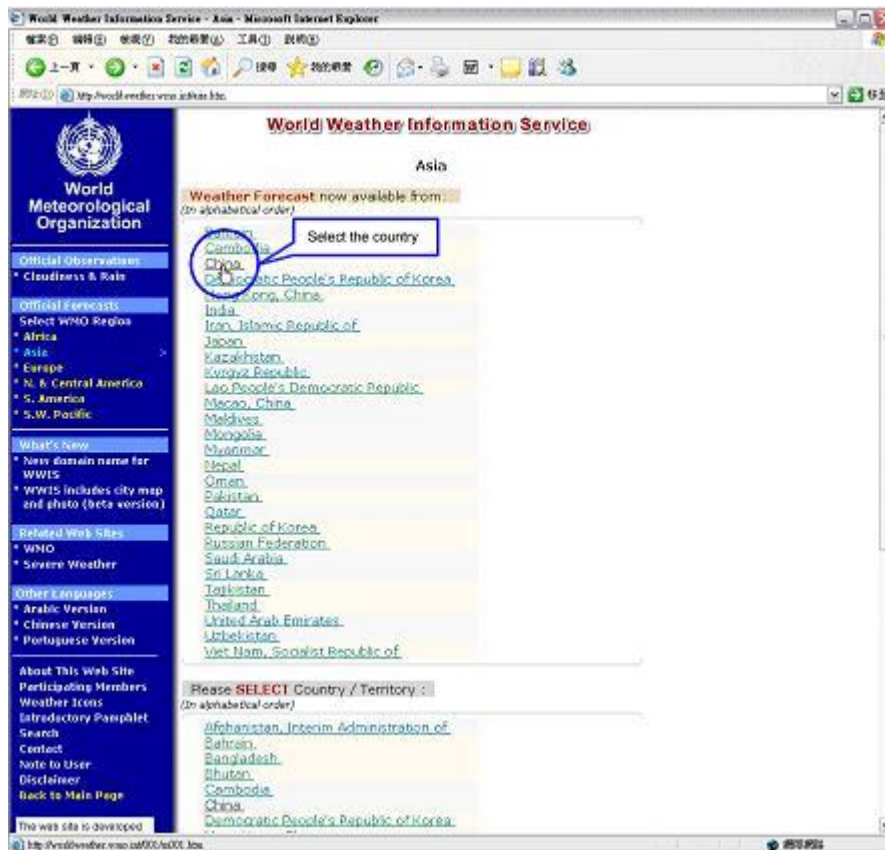 World Weather Information Service - Asia - Microsoft Internet Explorer
World Weather Information Service
Asia
World
Meteorological
Organization
Official Observations
* Cloudiness & Rain
Official Forecasts
Select WMO Region
* Africa
* Asia >
* Europe
* N. & Central America
* S. America
* S.W. Pacific
What's New
* New domain name for
WWIS
* WWIS includes city map
and photo (beta version)
Related Web Sites
* WMO
* Severe Weather
Other Languages
* Arabic Version
* Chinese Version
* Portuguese Version
About This Web Site
Participating Members
Weather Icons
Introductory Pamphlet
Search
Contact
Note to User
Disclaimer
Back to Main Page
The web site is developed
Weather Forecast now available from:
(In alphabetical order)
Select the country
Bahrain
Cambodia
China
Democratic People's Republic of Korea
Hong Kong, China
India
Iran, Islamic Republic of
Japan
Kazakhstan
Kyrgyz Republic
Lao People's Democratic Republic
Macao, China
Maldives
Mongolia
Myanmar
Nepal
Oman
Pakistan
Qatar
Republic of Korea
Russian Federation
Saudi Arabia
Sri Lanka
Tajikistan
Thailand
United Arab Emirates
Uzbekistan
Viet Nam, Socialist Republic of
Please SELECT Country / Territory :
(In alphabetical order)
Afghanistan, Interim Administration of
Bahrain
Bangladesh
Bhutan
Cambodia
China
Democratic People's Republic of Korea